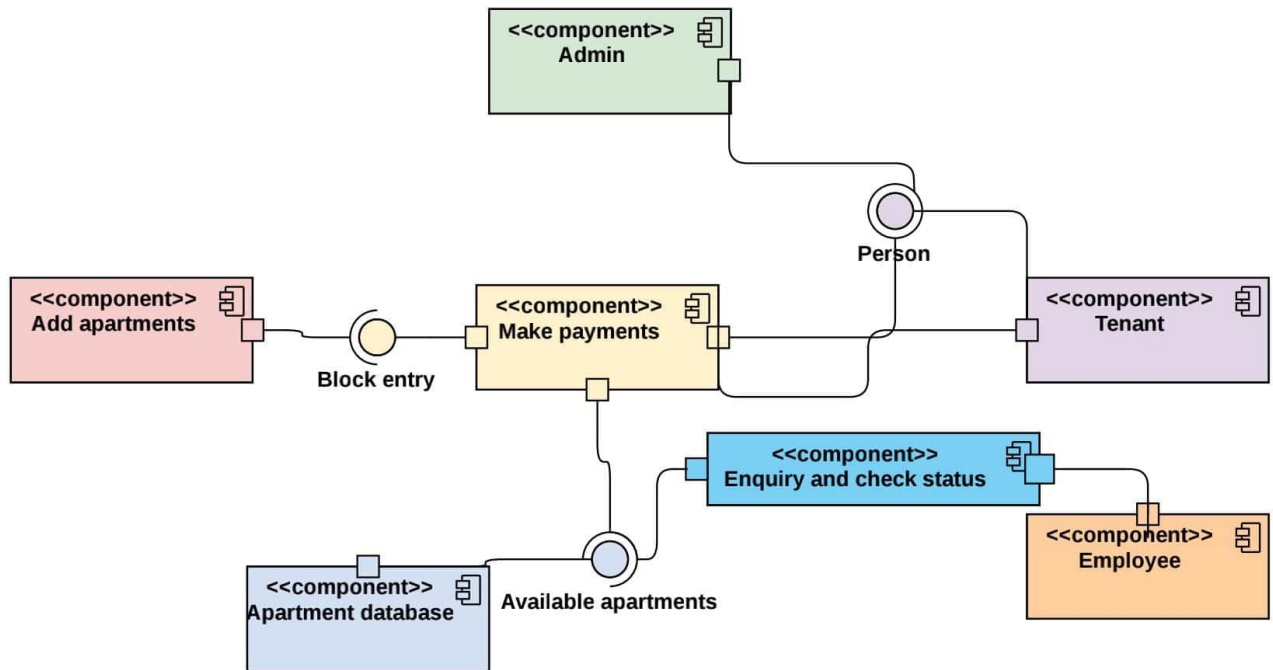 <<component>>
Admin
Person
<<component>>
Add apartments
Block entry
<<component>>
Make payments
<<component>>
Tenant
<<component>>
Enquiry and check status
<<component>>
Employee
<<component>>
Apartment database
Available apartments